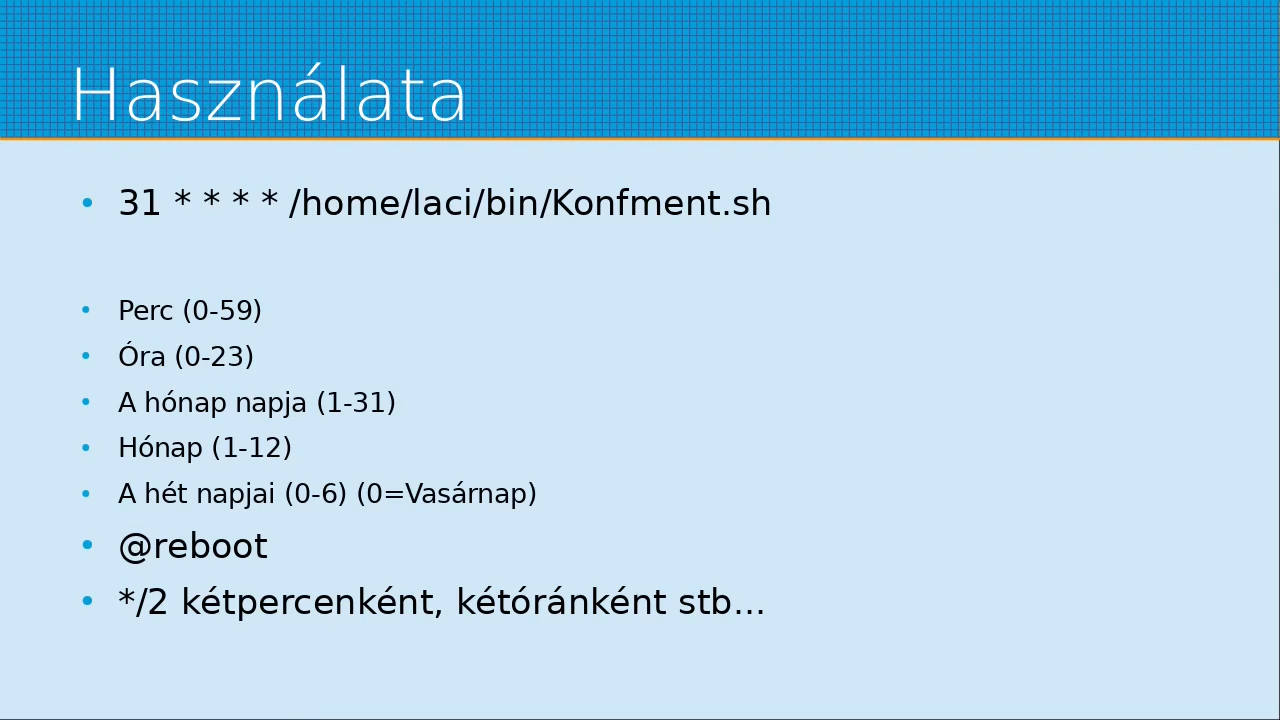 Használata
• 31 * * * * /home/laci/bin/Konfment.sh
• Perc (0-59)
• Óra (0-23)
• A hónap napja (1-31)
• Hónap (1-12)
• A hét napjai (0-6) (0=Vasárnap)
• @reboot
• */2 kétpercenként, kétóránként stb...